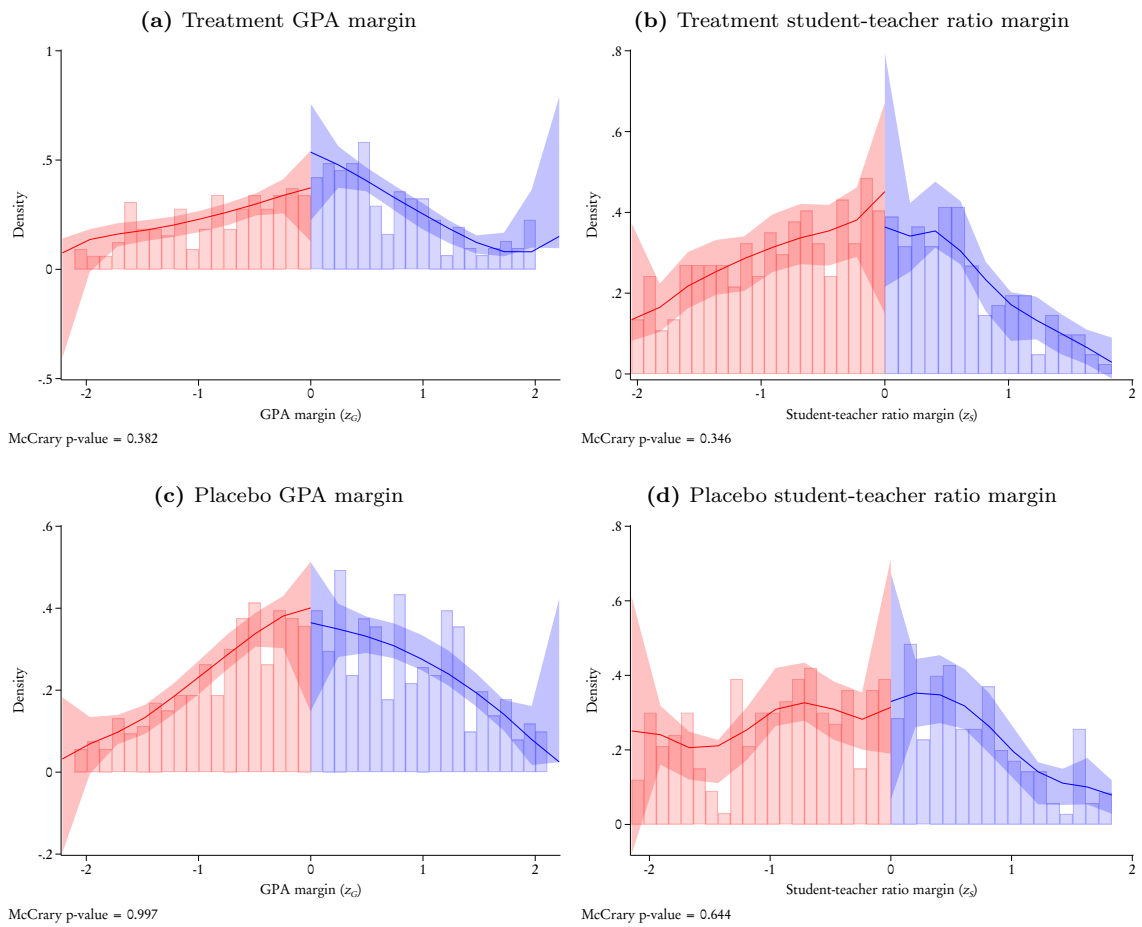 (a) Treatment GPA margin
1
.5
0
-.5
Density
-2 -1 0 1 2
GPA margin (zG)
McCrary p-value = 0.382
(b) Treatment student-teacher ratio margin
.8
.6
.4
.2
0
Density
-2 -1 0 1 2
Student-teacher ratio margin (zS)
McCrary p-value = 0.346
(c) Placebo GPA margin
.6
.4
.2
0
-.2
Density
-2 -1 0 1 2
GPA margin (zG)
McCrary p-value = 0.997
(d) Placebo student-teacher ratio margin
.8
.6
.4
.2
0
Density
-2 -1 0 1 2
Student-teacher ratio margin (zS)
McCrary p-value = 0.644